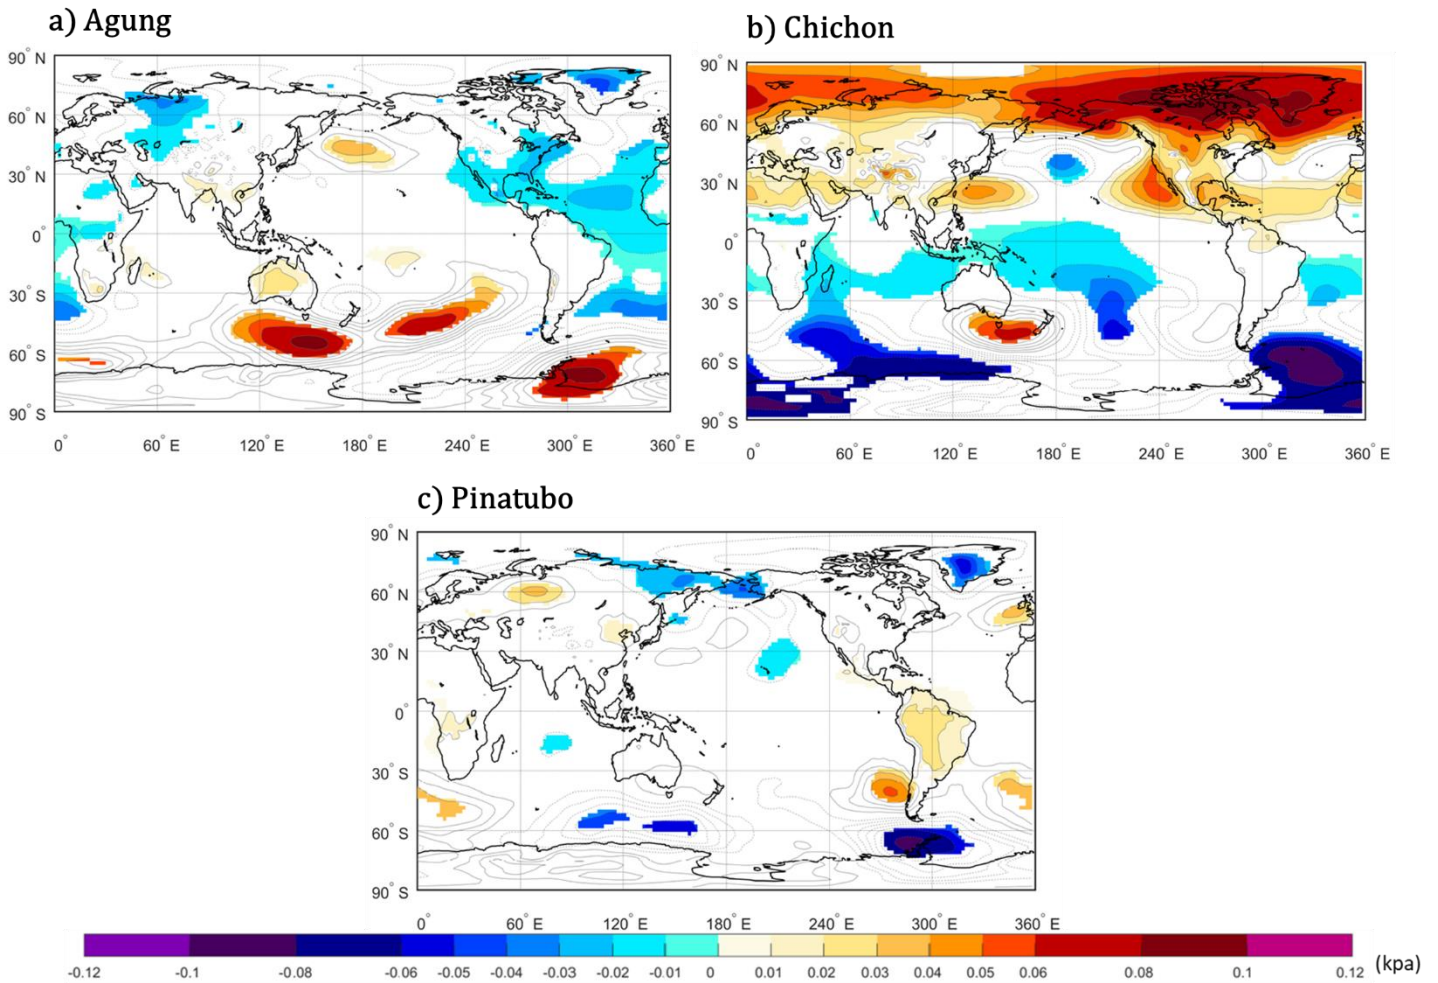 a) Agung
90° N
60° N
30° N
0°
30° S
60° S
90° S
0° 60° E 120° E 180° E 240° E 300° E 360° E
b) Chichon
90° N
60° N
30° N
0°
30° S
60° S
90° S
0° 60° E 120° E 180° E 240° E 300° E 360° E
c) Pinatubo
90° N
60° N
30° N
0°
30° S
60° S
90° S
0° 60° E 120° E 180° E 240° E 300° E 360° E
-0.12 -0.1 -0.08 -0.06 -0.05 -0.04 -0.03 -0.02 -0.01 0 0.01 0.02 0.03 0.04 0.05 0.06 0.08 0.1 0.12 (kpa)